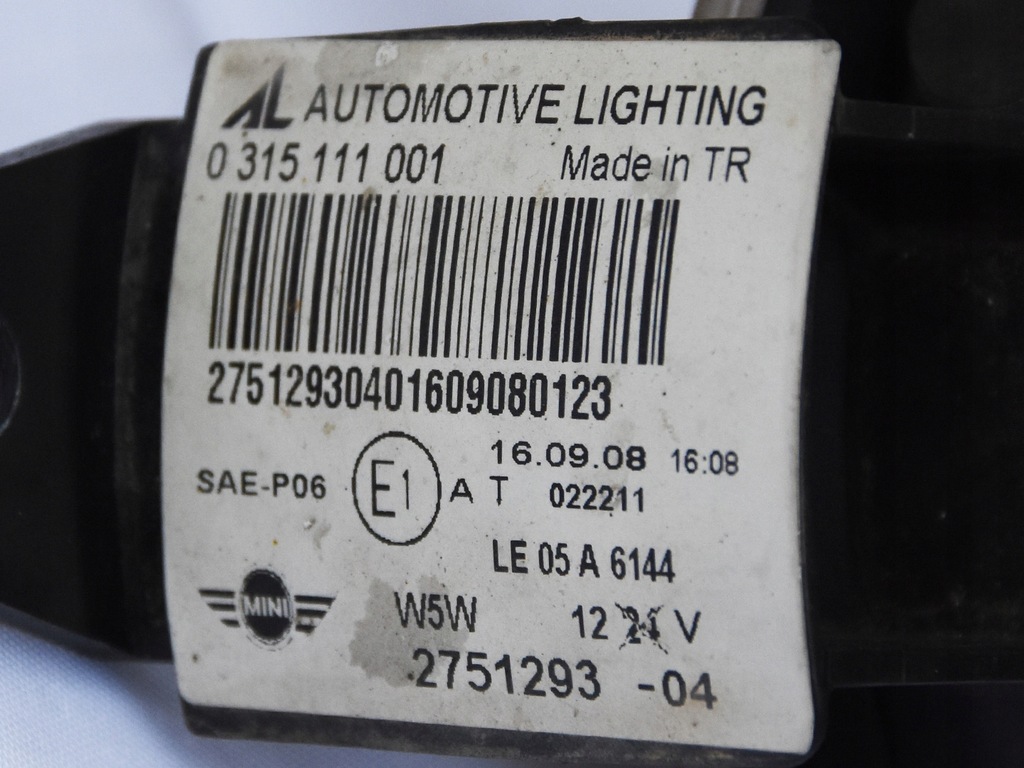 AL AUTOMOTIVE LIGHTING
0 315 111 001 Made in TR
27512930401609080123
16.09.08 16:08
SAE-P06 E1 A T 022211
LE 05 A 6144
MINI W5W 12 24 V
2751293 -04